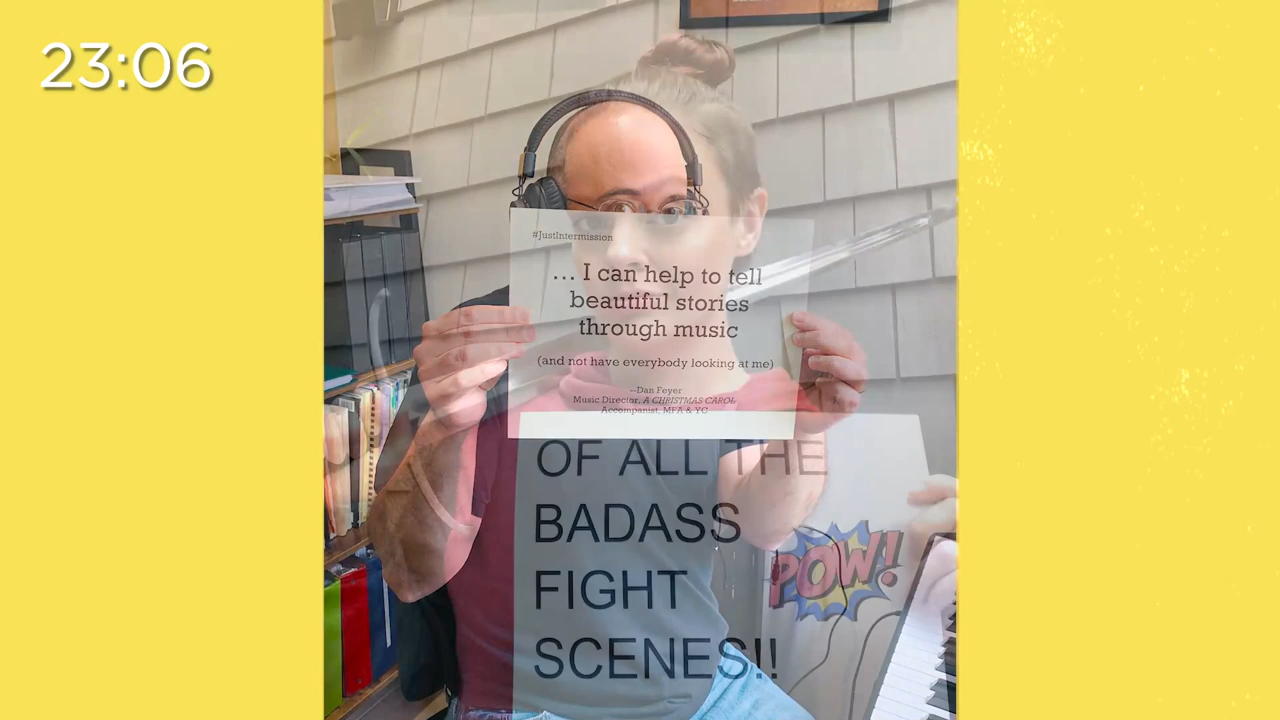 23:06
#JustIntermission
... I can help to tell
beautiful stories
through music
(and not have everybody looking at me)
--Dan Feyer
Music Director, A CHRISTMAS CAROL
Accompanist, MFA & YC
OF ALL THE
BADASS
FIGHT
SCENES!!
POW!